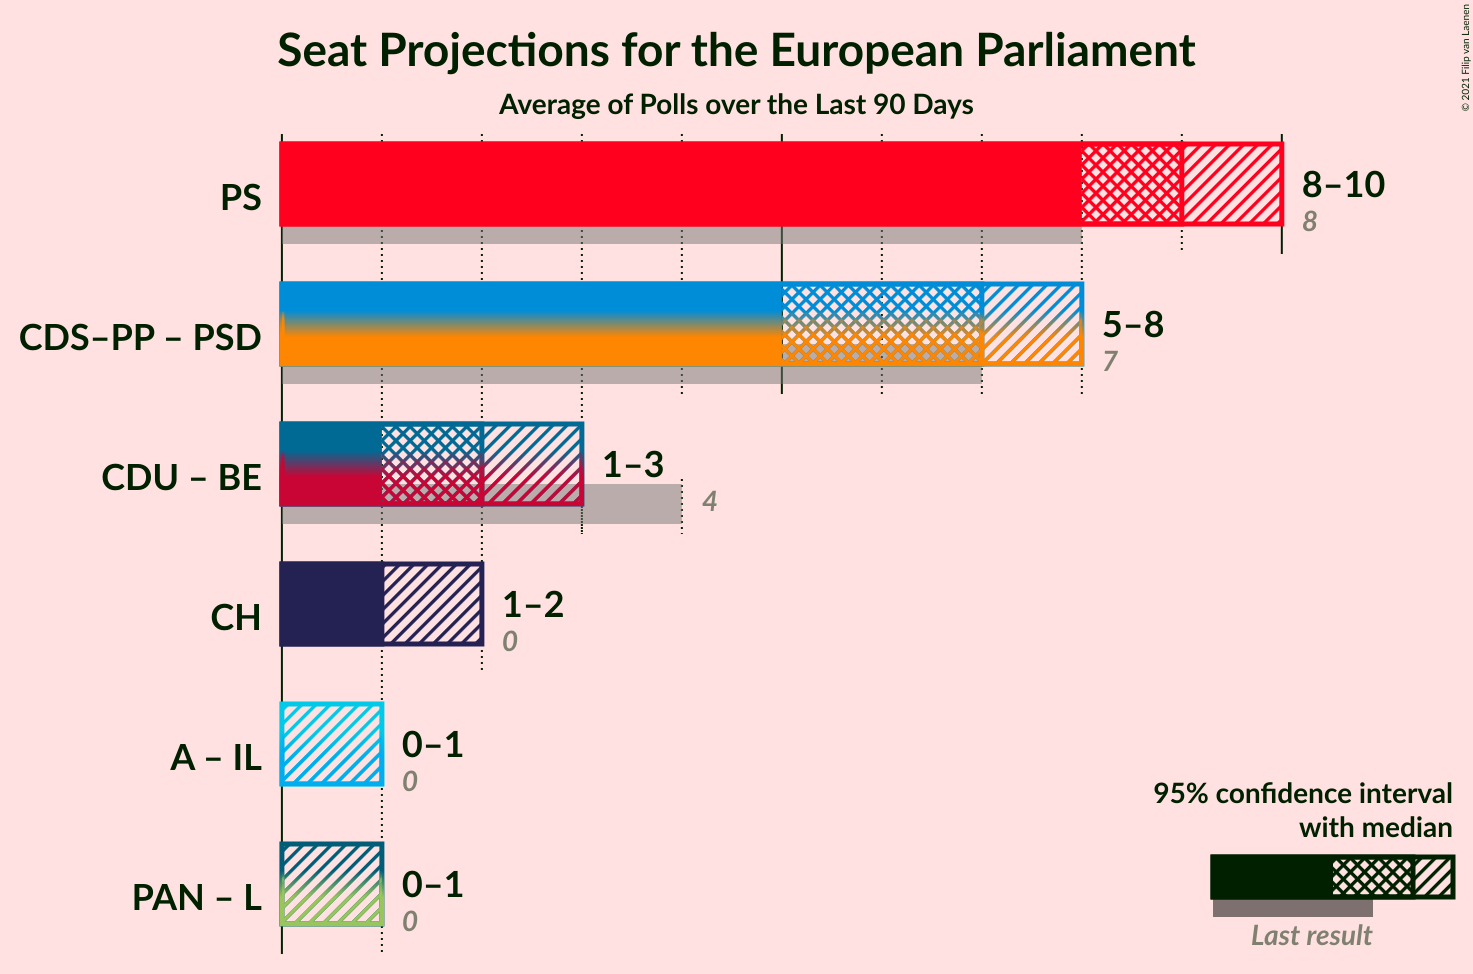 Seat Projections for the European Parliament
Average of Polls over the Last 90 Days
© 2021 Filip van Laenen
PS
8–10
8
CDS–PP – PSD
5–8
7
CDU – BE
1–3
4
CH
1–2
0
A – IL
0–1
0
PAN – L
0–1
0
95% confidence interval
with median
Last result